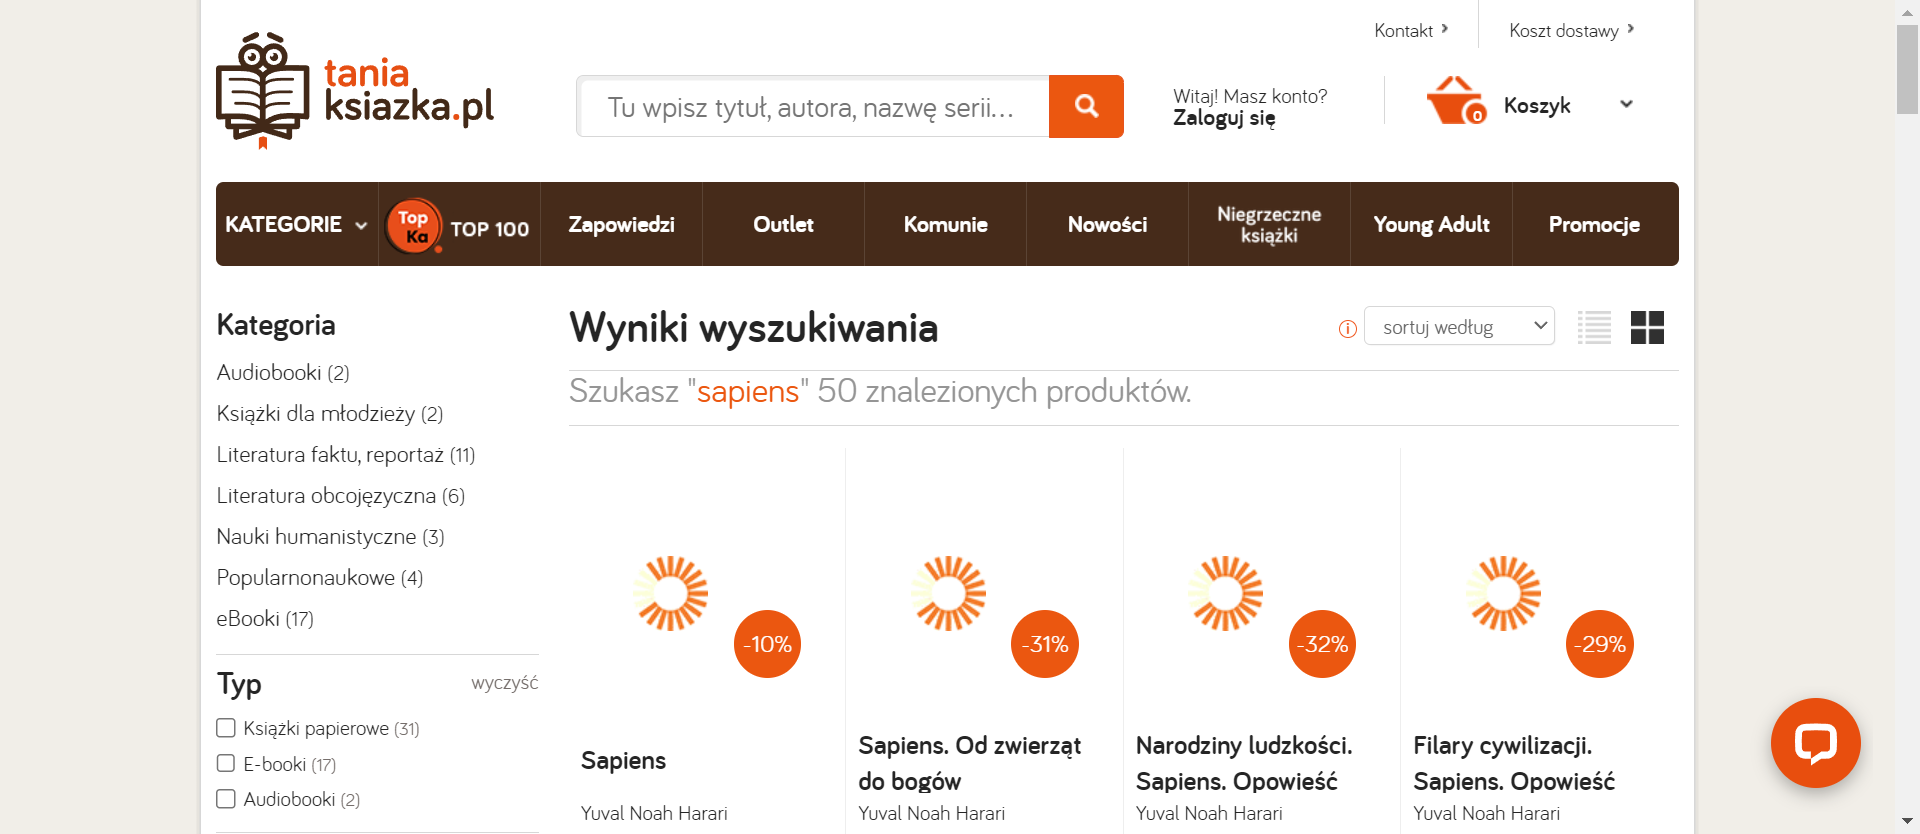 Kontakt
Koszt dostawy
tania
ksiazka.pl
Tu wpisz tytuł, autora, nazwę serii...
Witaj! Masz konto?
Zaloguj się
0
Koszyk
KATEGORIE
Top
Ka
TOP 100
Zapowiedzi
Outlet
Komunie
Nowości
Niegrzeczne
książki
Young Adult
Promocje
Kategoria
Audiobooki (2)
Książki dla młodzieży (2)
Literatura faktu, reportaż (11)
Literatura obcojęzyczna (6)
Nauki humanistyczne (3)
Popularnonaukowe (4)
eBooki (17)
Typ
wyczyść
Książki papierowe (31)
E-booki (17)
Audiobooki (2)
Wyniki wyszukiwania
sortuj według
Szukasz "sapiens" 50 znalezionych produktów.
-10%
Sapiens
Yuval Noah Harari
-31%
Sapiens. Od zwierząt
do bogów
Yuval Noah Harari
-32%
Narodziny ludzkości.
Sapiens. Opowieść
Yuval Noah Harari
-29%
Filary cywilizacji.
Sapiens. Opowieść
Yuval Noah Harari